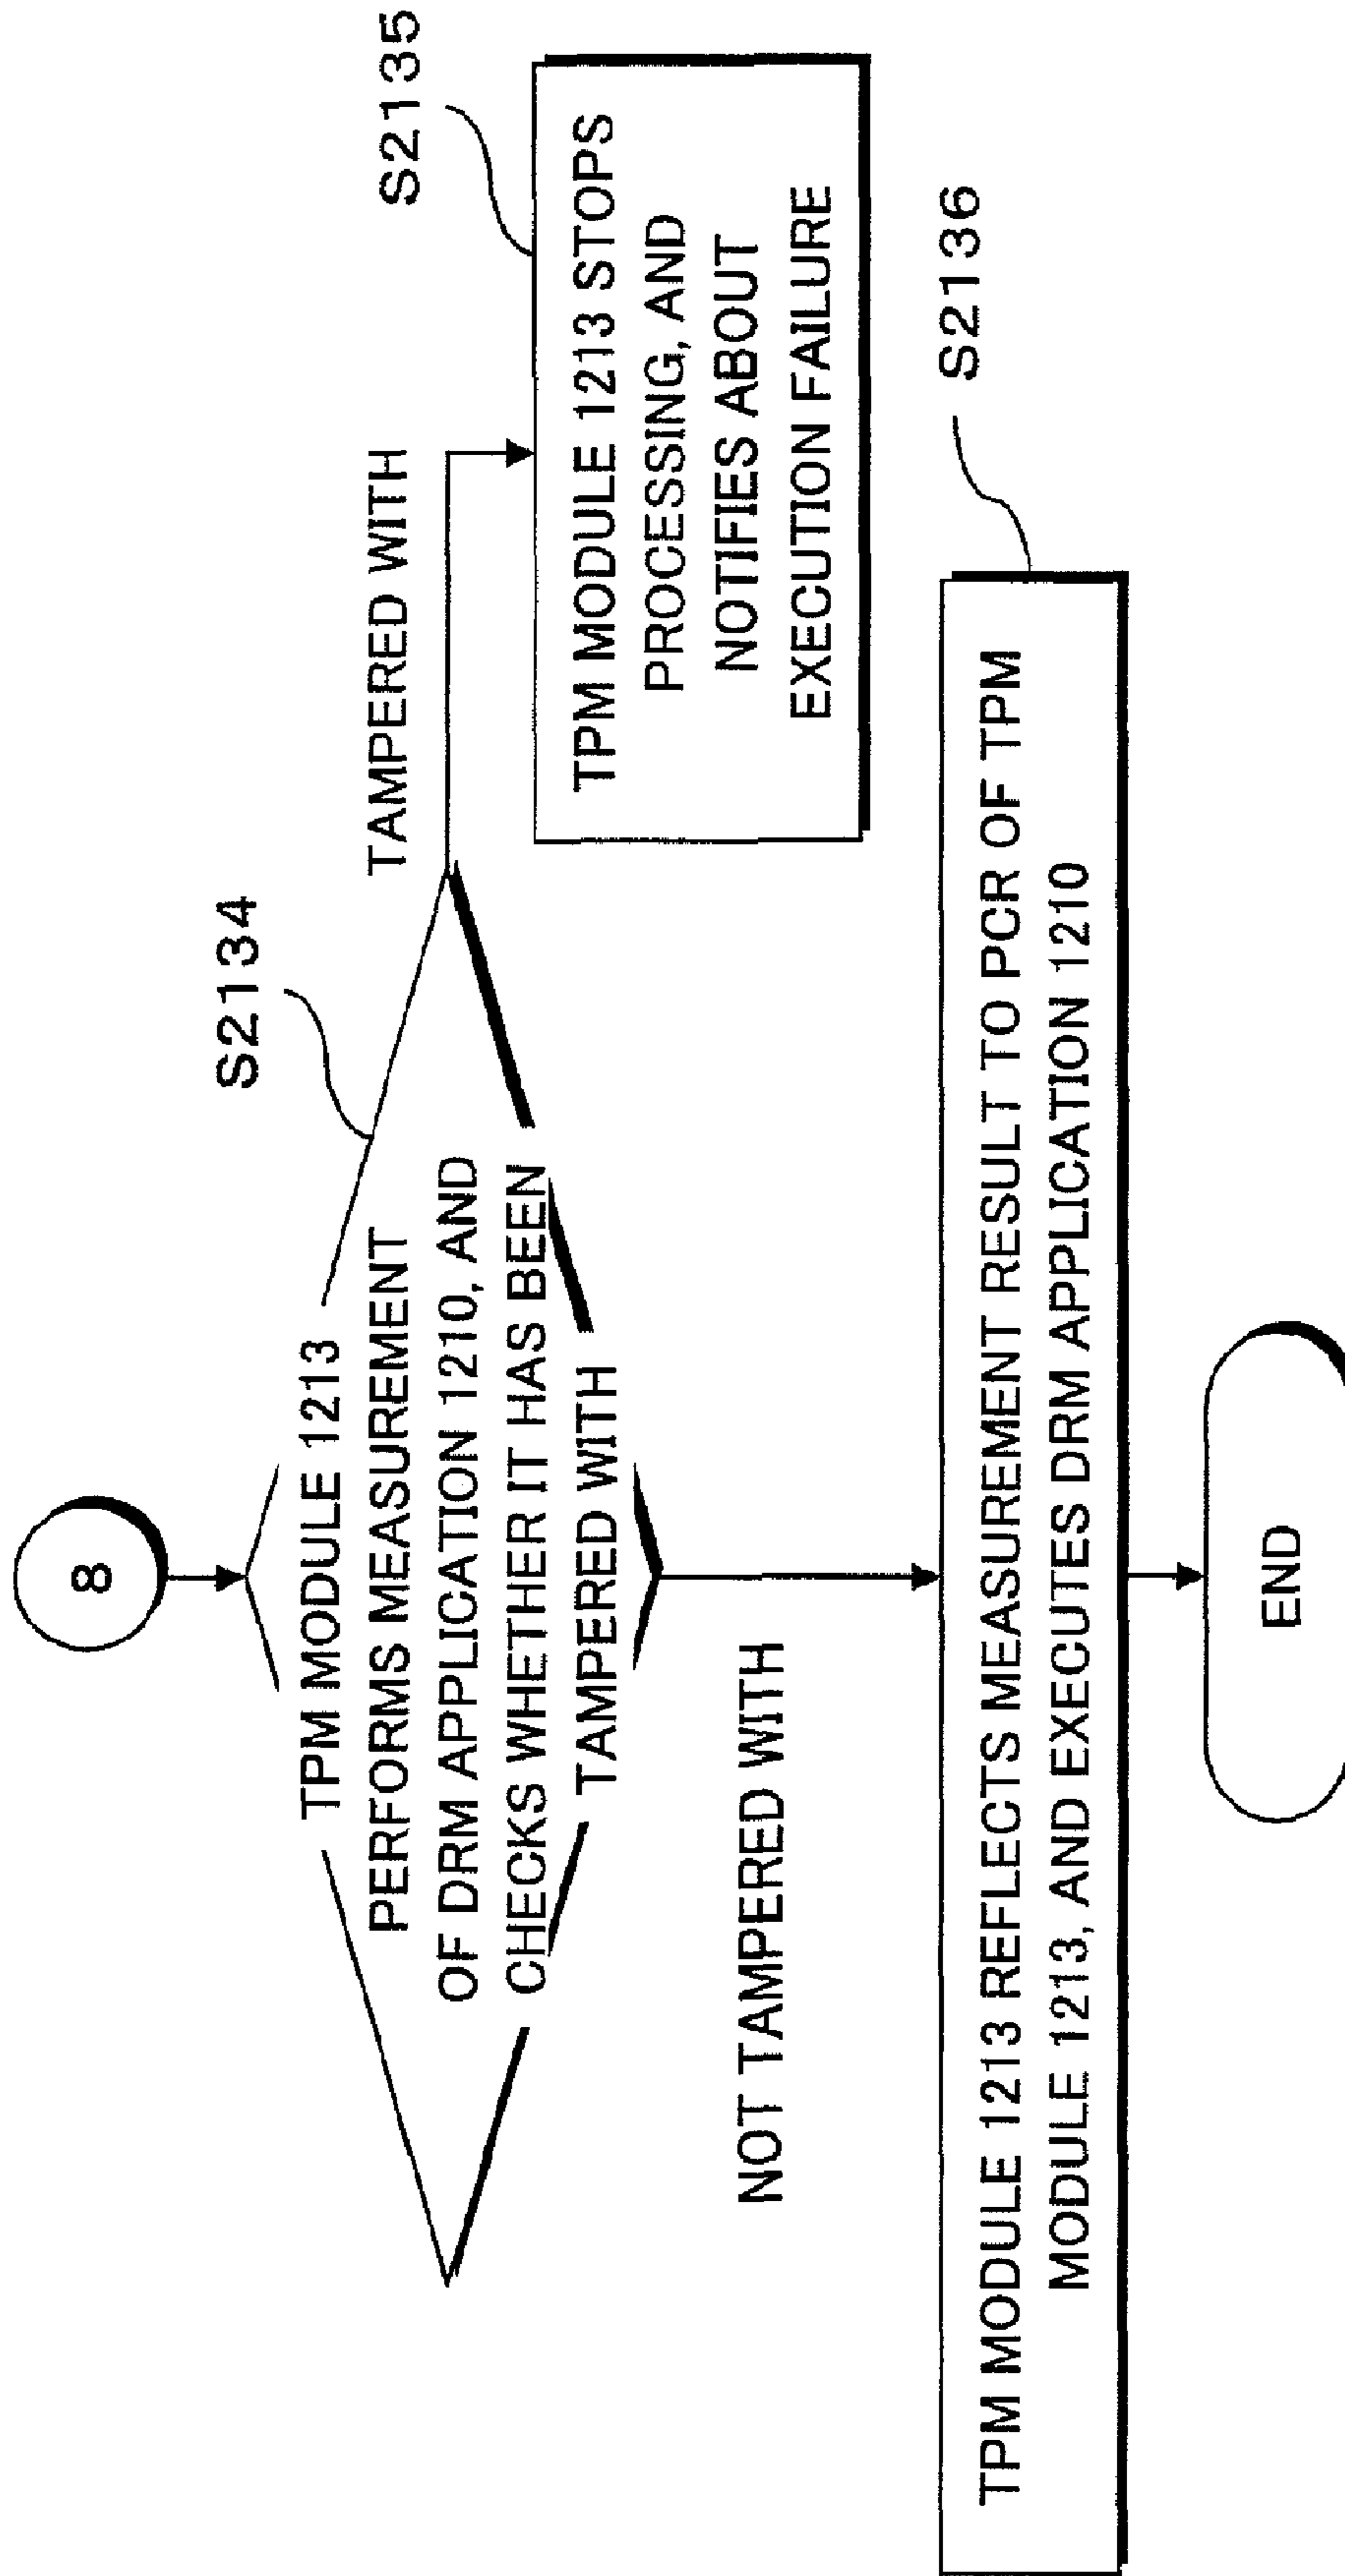 8
S2134
TPM MODULE 1213
PERFORMS MEASUREMENT
OF DRM APPLICATION 1210, AND
CHECKS WHETHER IT HAS BEEN
TAMPERED WITH
TAMPERED WITH
S2135
TPM MODULE 1213 STOPS
PROCESSING, AND
NOTIFIES ABOUT
EXECUTION FAILURE
NOT TAMPERED WITH
S2136
TPM MODULE 1213 REFLECTS MEASUREMENT RESULT TO PCR OF TPM
MODULE 1213, AND EXECUTES DRM APPLICATION 1210
END